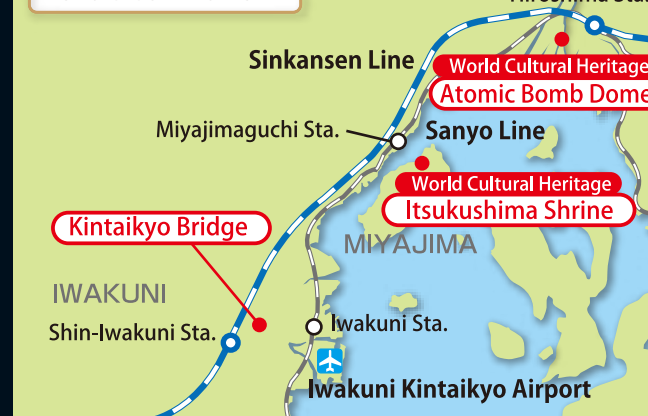 Sinkansen Line
World Cultural Heritage
Atomic Bomb Dome
Miyajimaguchi Sta.
Sanyo Line
World Cultural Heritage
Itsukushima Shrine
Kintaikyo Bridge
MIYAJIMA
IWAKUNI
Shin-Iwakuni Sta.
Iwakuni Sta.
Iwakuni Kintaikyo Airport